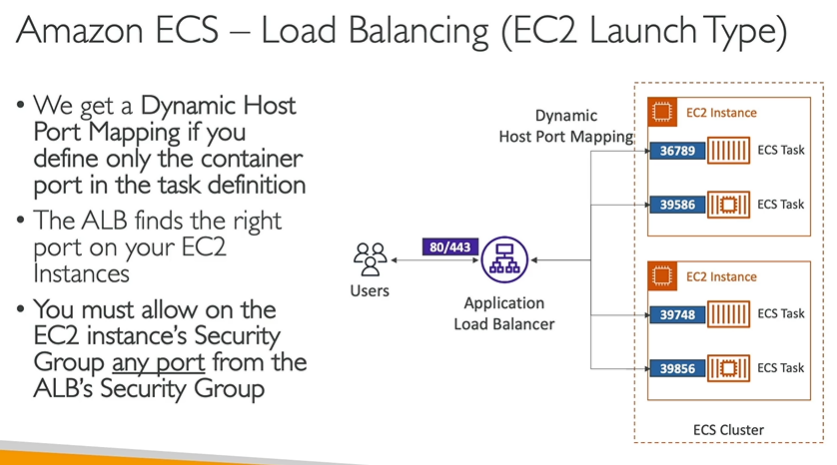 Amazon ECS – Load Balancing (EC2 Launch Type)
• We get a Dynamic Host
Port Mapping if you
define only the container
port in the task definition
• The ALB finds the right
port on your EC2
Instances
• You must allow on the
EC2 instance's Security
Group any port from the
ALB's Security Group
Dynamic
Host Port Mapping
Users
80/443
Application
Load Balancer
EC2 Instance
36789
ECS Task
39586
ECS Task
EC2 Instance
39748
ECS Task
39856
ECS Task
ECS Cluster